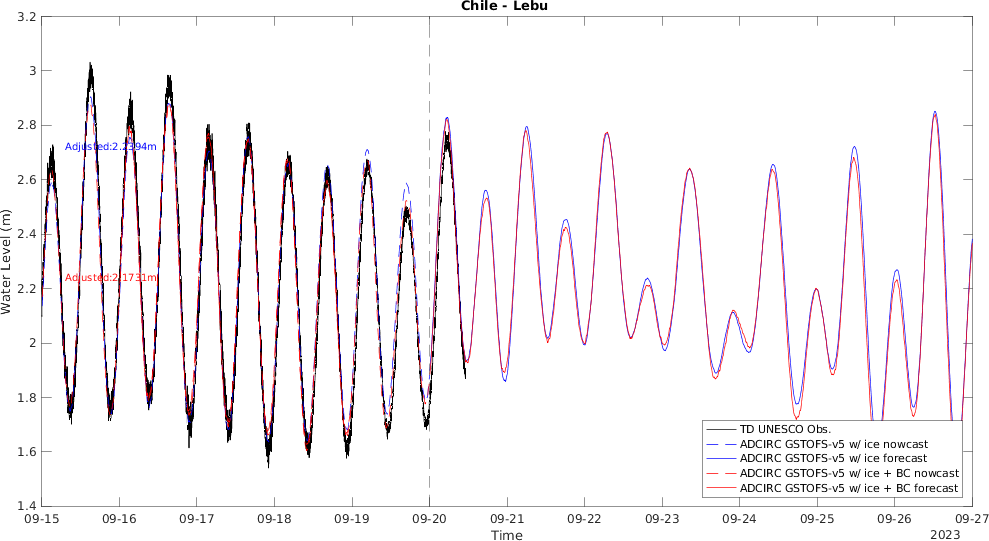 Chile - Lebu
Water Level (m)
3.2
3
2.8
2.6
2.4
2.2
2
1.8
1.6
1.4
Adjusted:2.2394m
Adjusted:2.1731m
TD UNESCO Obs.
ADCIRC GSTOFS-v5 w/ ice nowcast
ADCIRC GSTOFS-v5 w/ ice forecast
ADCIRC GSTOFS-v5 w/ ice + BC nowcast
ADCIRC GSTOFS-v5 w/ ice + BC forecast
09-15 09-16 09-17 09-18 09-19 09-20 09-21 09-22 09-23 09-24 09-25 09-26 09-27
Time
2023